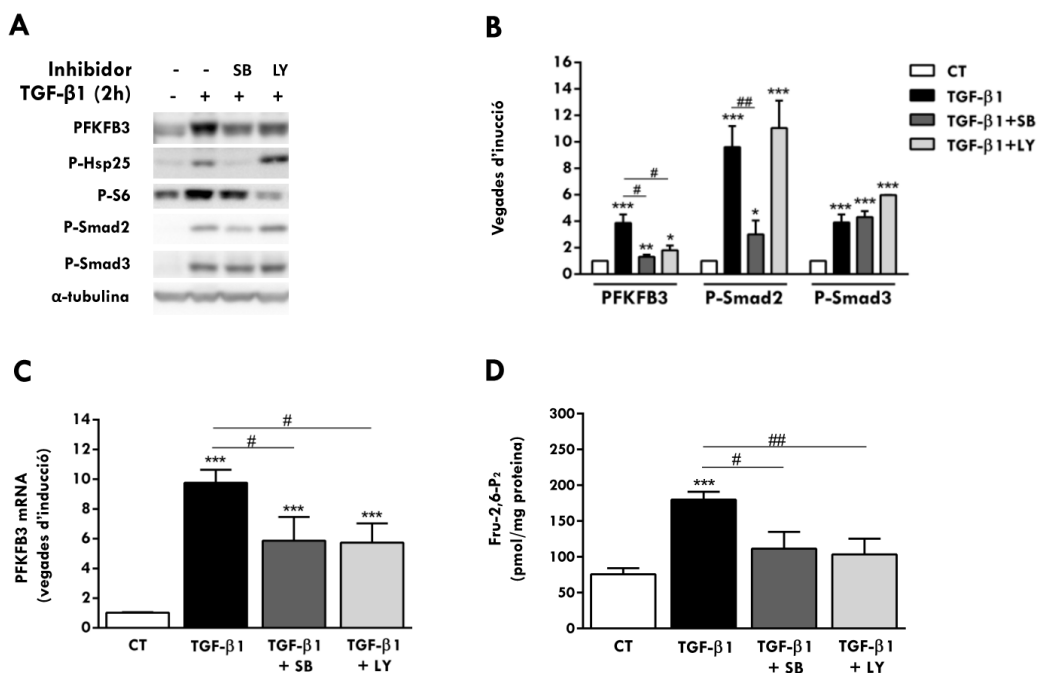 A
Inhibidor - - SB LY
TGF-β1 (2h) - + + +
PFKFB3
P-Hsp25
P-S6
P-Smad2
P-Smad3
α-tubulina
B
Vegades d'inucció
16
14
12
10
8
6
4
2
0
*** ** * # #
*** * *** ##
*** *** ***
PFKFB3 P-Smad2 P-Smad3
CT
TGF-β1
TGF-β1+SB
TGF-β1+LY
C
PFKFB3 mRNA
(vegades d'inducció)
14
12
10
8
6
4
2
0
#
#
*** *** ***
CT TGF-β1 TGF-β1 TGF-β1
+ SB + LY
D
Fru-2,6-P₂
(pmol/mg proteina)
300
250
200
150
100
50
0
##
#
***
CT TGF-β1 TGF-β1 TGF-β1
+ SB + LY